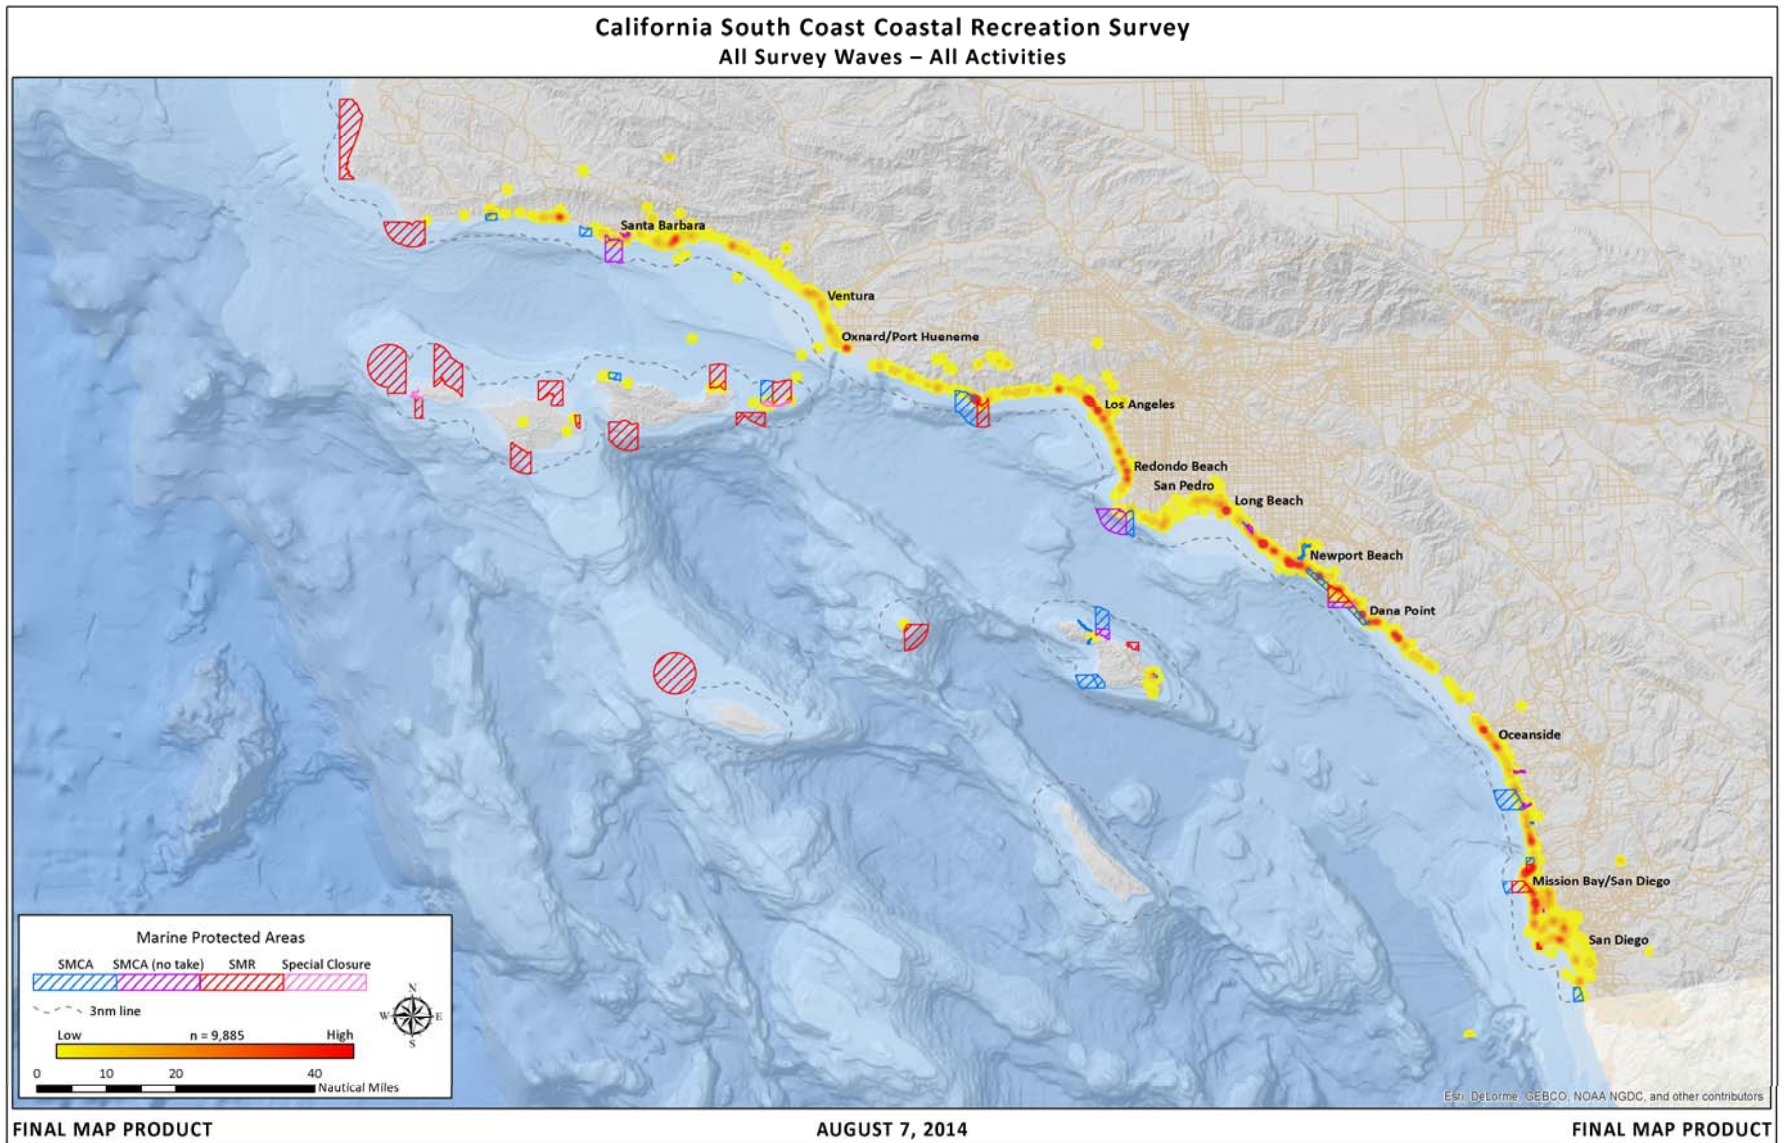 California South Coast Coastal Recreation Survey
All Survey Waves – All Activities
Santa Barbara
Ventura
Oxnard/Port Hueneme
Los Angeles
Redondo Beach
San Pedro
Long Beach
Newport Beach
Dana Point
Oceanside
Mission Bay/San Diego
San Diego
Marine Protected Areas
SMCA SMCA (no take) SMR Special Closure
3nm line
N
W E
S
Low n = 9,885 High
0 10 20 40
Nautical Miles
Esri, DeLorme, GEBCO, NOAA NGDC, and other contributors
FINAL MAP PRODUCT AUGUST 7, 2014 FINAL MAP PRODUCT